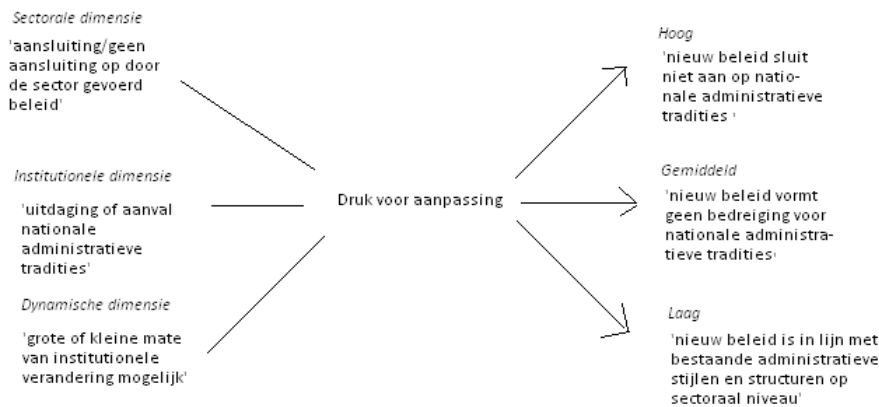 Sectorale dimensie
'aansluiting/geen
aansluiting op door
de sector gevoerd
beleid'
Institutionele dimensie
'uitdaging of aanval
nationale
administratieve
tradities'
Dynamische dimensie
'grote of kleine mate
van institutionele
verandering mogelijk'
Druk voor aanpassing
Hoog
'nieuw beleid sluit
niet aan op natio-
nale administratieve
tradities '
Gemiddeld
'nieuw beleid vormt
geen bedreiging voor
nationale administra-
tieve tradities'
Laag
'nieuw beleid is in lijn met
bestaande administratieve
stijlen en structuren op
sectoraal niveau'